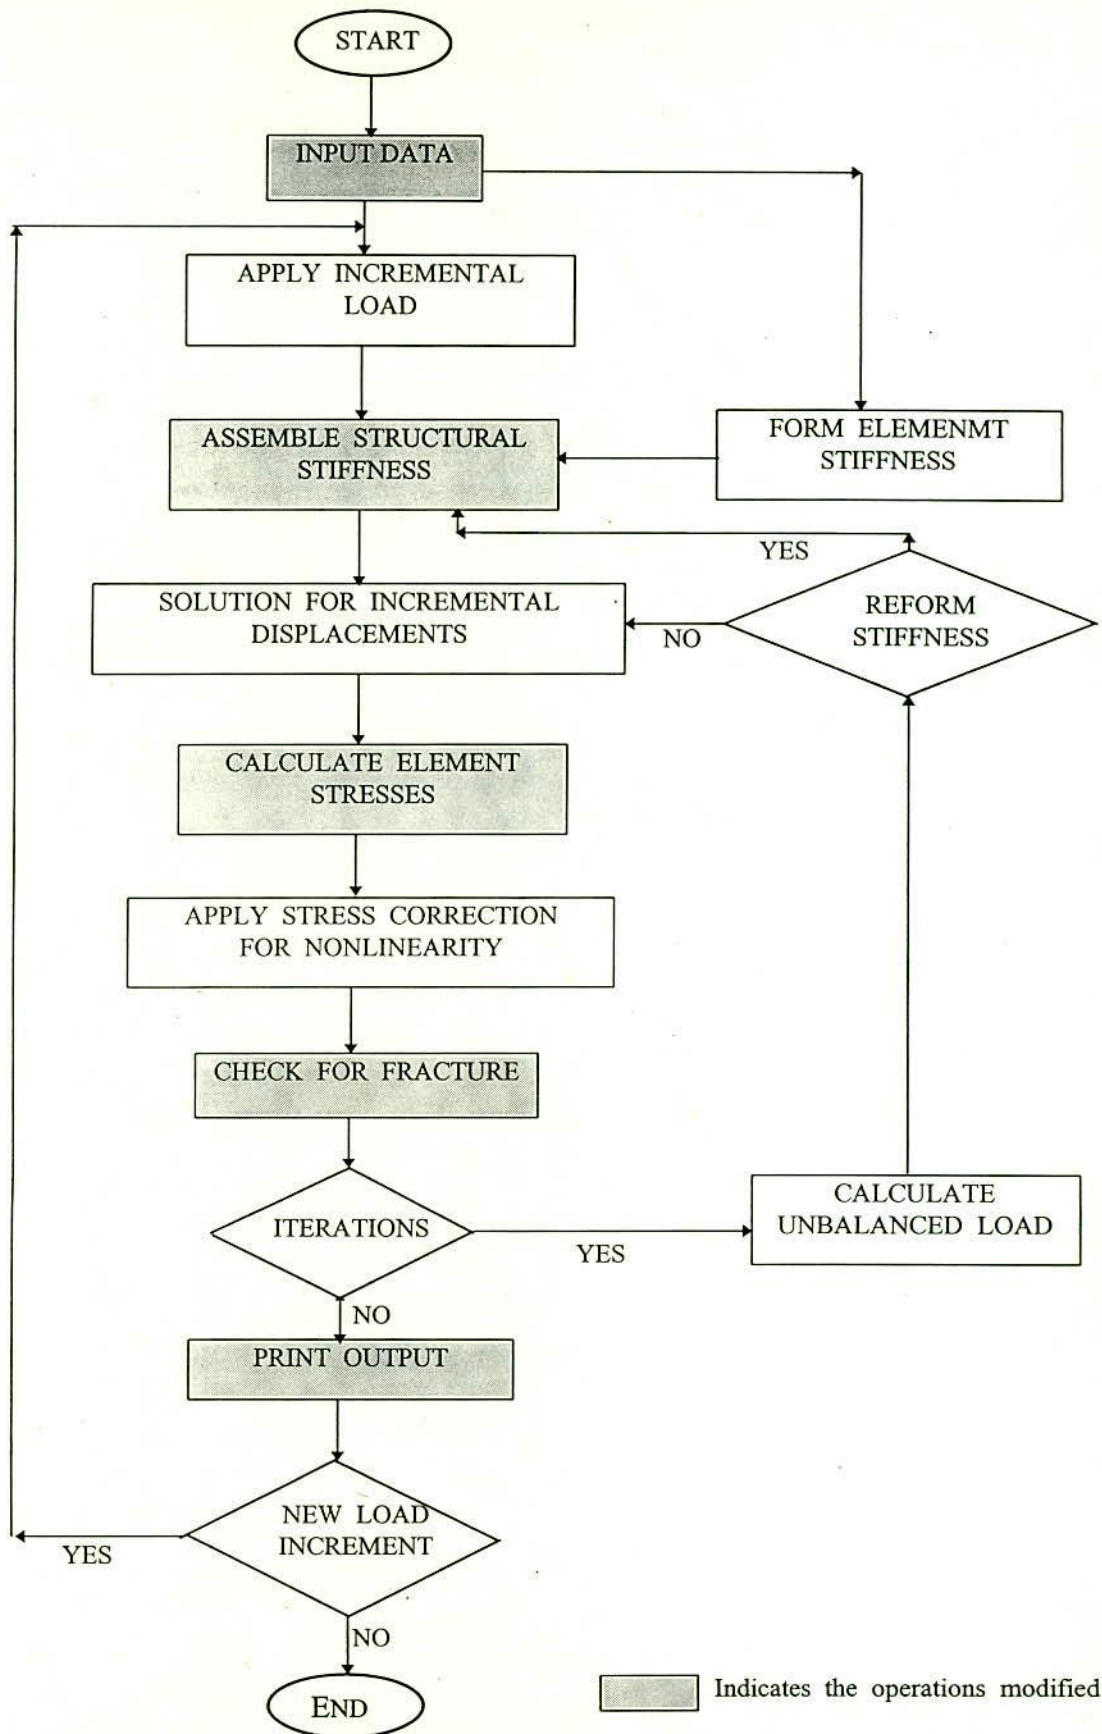 START
INPUT DATA
APPLY INCREMENTAL
LOAD
ASSEMBLE STRUCTURAL
STIFFNESS
FORM ELEMENMT
STIFFNESS
YES
REFORM
STIFFNESS
NO
SOLUTION FOR INCREMENTAL
DISPLACEMENTS
CALCULATE ELEMENT
STRESSES
APPLY STRESS CORRECTION
FOR NONLINEARITY
CHECK FOR FRACTURE
ITERATIONS
YES
CALCULATE
UNBALANCED LOAD
NO
PRINT OUTPUT
NEW LOAD
INCREMENT
YES
NO
END
Indicates the operations modified